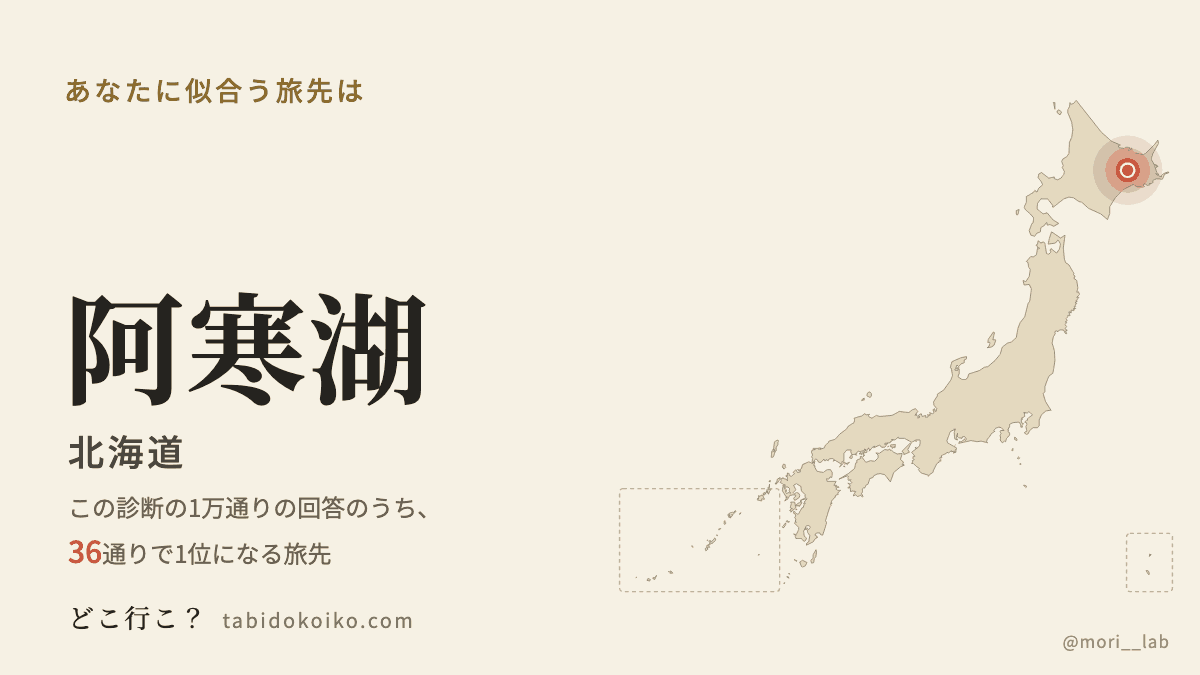 あなたに似合う旅先は
阿寒湖
北海道
この診断の1万通りの回答のうち、
36通りで1位になる旅先
どこ行こ？ tabidokoiko.com
@mori__lab